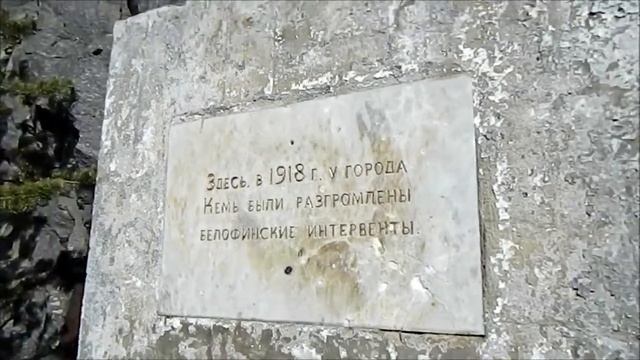 Здесь, в 1918 г. у города
Кемь были разгромлены
белофинские интервенты.